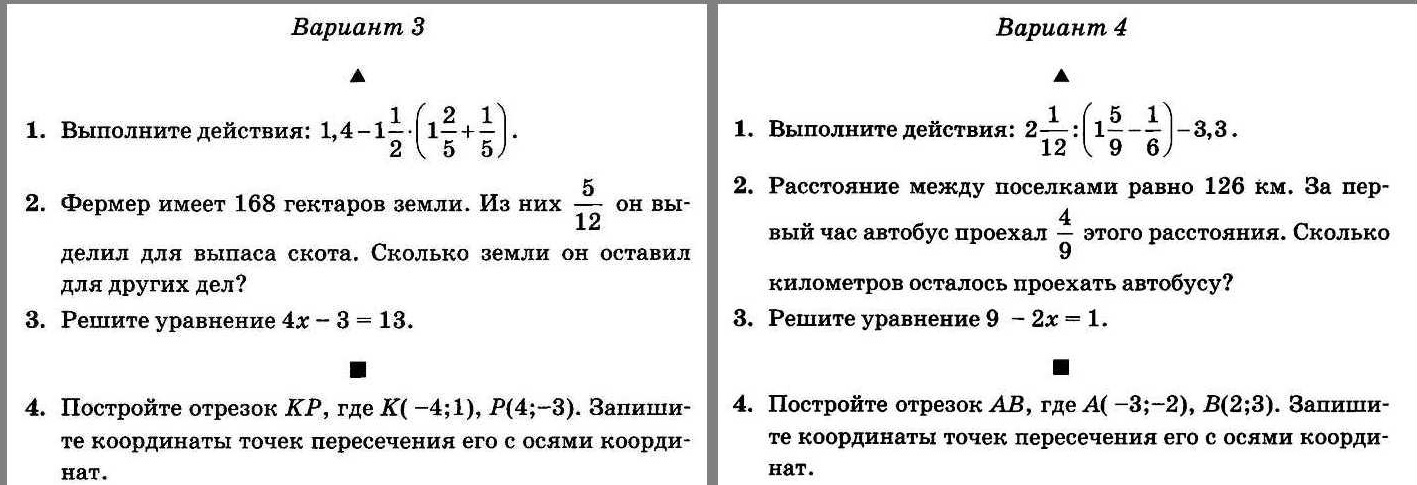 Вариант 3
▲
1. Выполните действия: 1,4 − 1 1/2 · (1 2/5 + 1/5).
2. Фермер имеет 168 гектаров земли. Из них 5/12 он вы-
делил для выпаса скота. Сколько земли он оставил
для других дел?
3. Решите уравнение 4x − 3 = 13.
■
4. Постройте отрезок KP, где K( −4;1), P(4;−3). Запиши-
те координаты точек пересечения его с осями коорди-
нат.
Вариант 4
▲
1. Выполните действия: 2 1/12 : (1 5/9 − 1/6) − 3,3.
2. Расстояние между поселками равно 126 км. За пер-
вый час автобус проехал 4/9 этого расстояния. Сколько
километров осталось проехать автобусу?
3. Решите уравнение 9 − 2x = 1.
■
4. Постройте отрезок AB, где A( −3;−2), B(2;3). Запиши-
те координаты точек пересечения его с осями коорди-
нат.